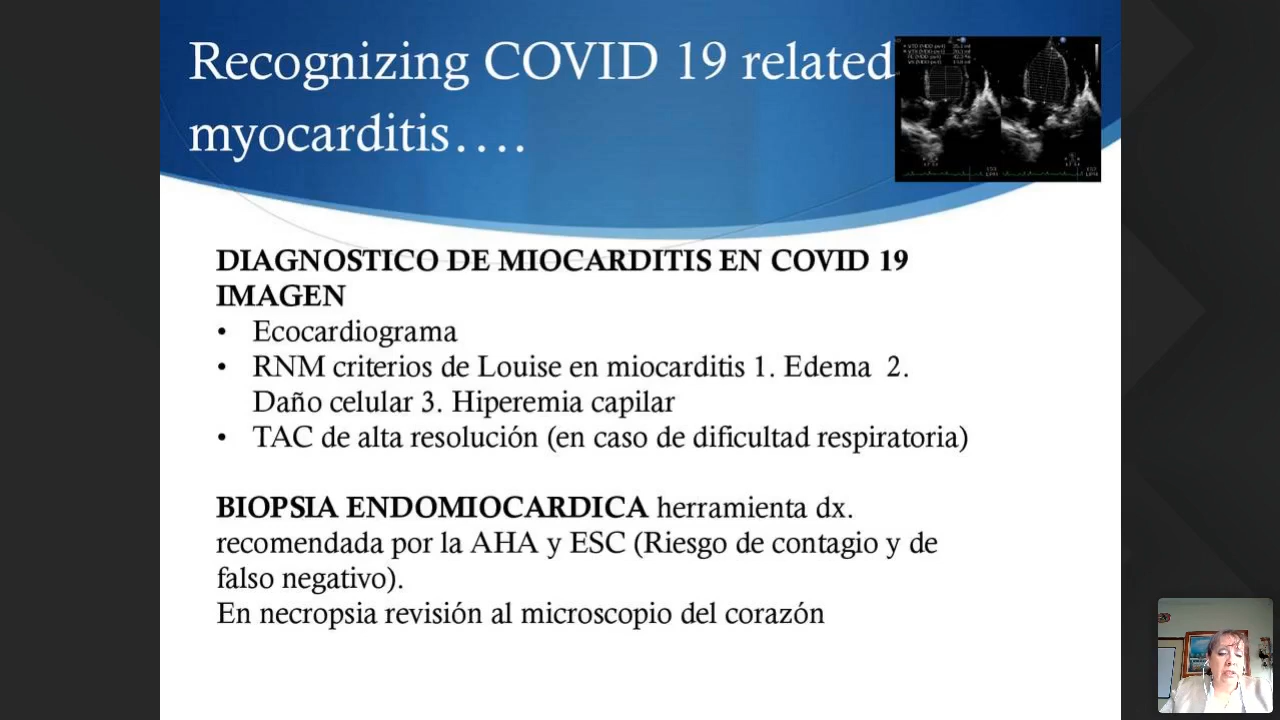 Recognizing COVID 19 related
myocarditis….
DIAGNOSTICO DE MIOCARDITIS EN COVID 19
IMAGEN
• Ecocardiograma
• RNM criterios de Louise en miocarditis 1. Edema 2.
Daño celular 3. Hiperemia capilar
• TAC de alta resolución (en caso de dificultad respiratoria)
BIOPSIA ENDOMIOCARDICA herramienta dx.
recomendada por la AHA y ESC (Riesgo de contagio y de
falso negativo).
En necropsia revisión al microscopio del corazón